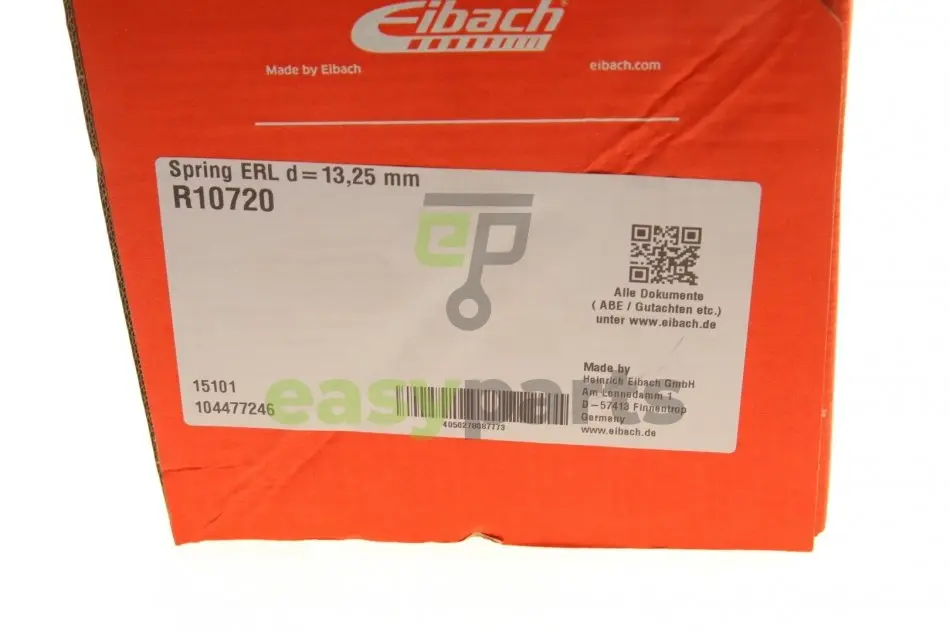 Eibach
Made by Eibach
eibach.com
Spring ERL d=13,25 mm
R10720
ep
Alle Dokumente
( ABE / Gutachten etc.)
unter www.eibach.de
15101
104477246
easyparts
4050270087773
Made by
Heinrich Eibach GmbH
Am Lennedamm 1
D-57413 Finnentrop
Germany
www.eibach.de